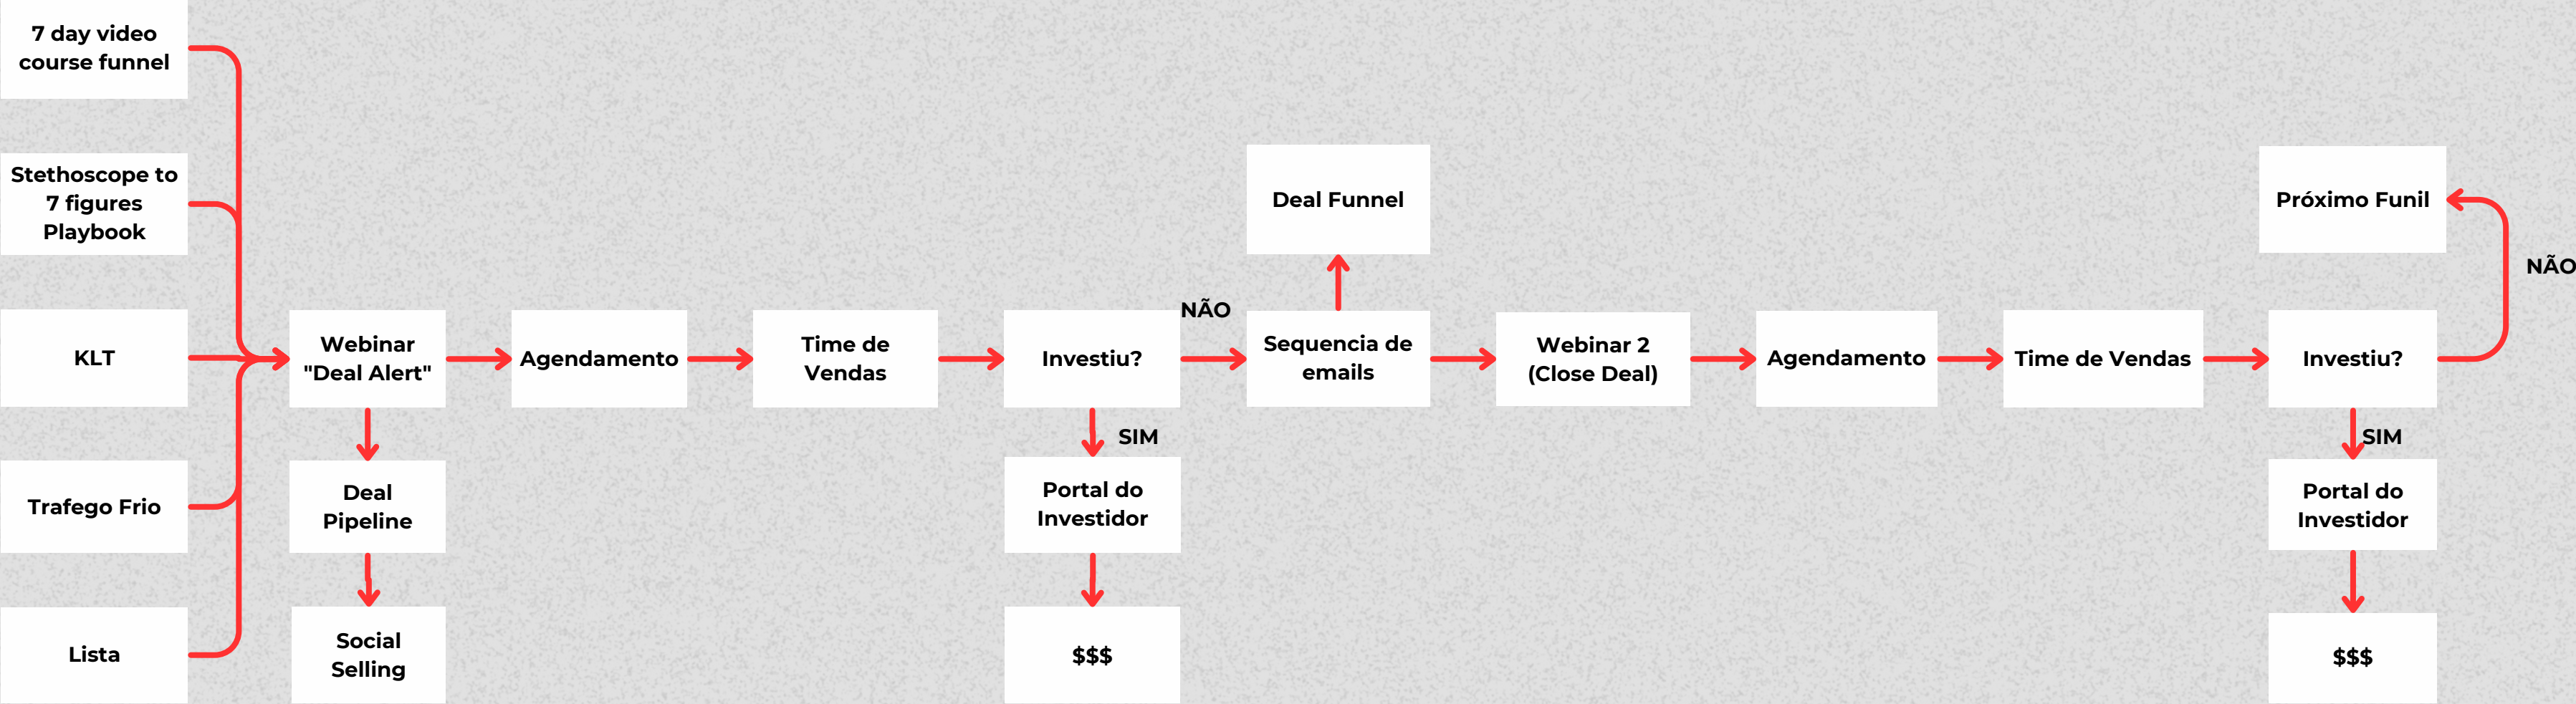 7 day video
course funnel
Stethoscope to
7 figures
Playbook
KLT
Trafego Frio
Lista
Webinar
"Deal Alert"
Deal
Pipeline
Social
Selling
Agendamento
Time de
Vendas
Investiu?
NÃO
SIM
Portal do
Investidor
$$$
Deal Funnel
Sequencia de
emails
Webinar 2
(Close Deal)
Agendamento
Time de Vendas
Investiu?
NÃO
Próximo Funil
SIM
Portal do
Investidor
$$$